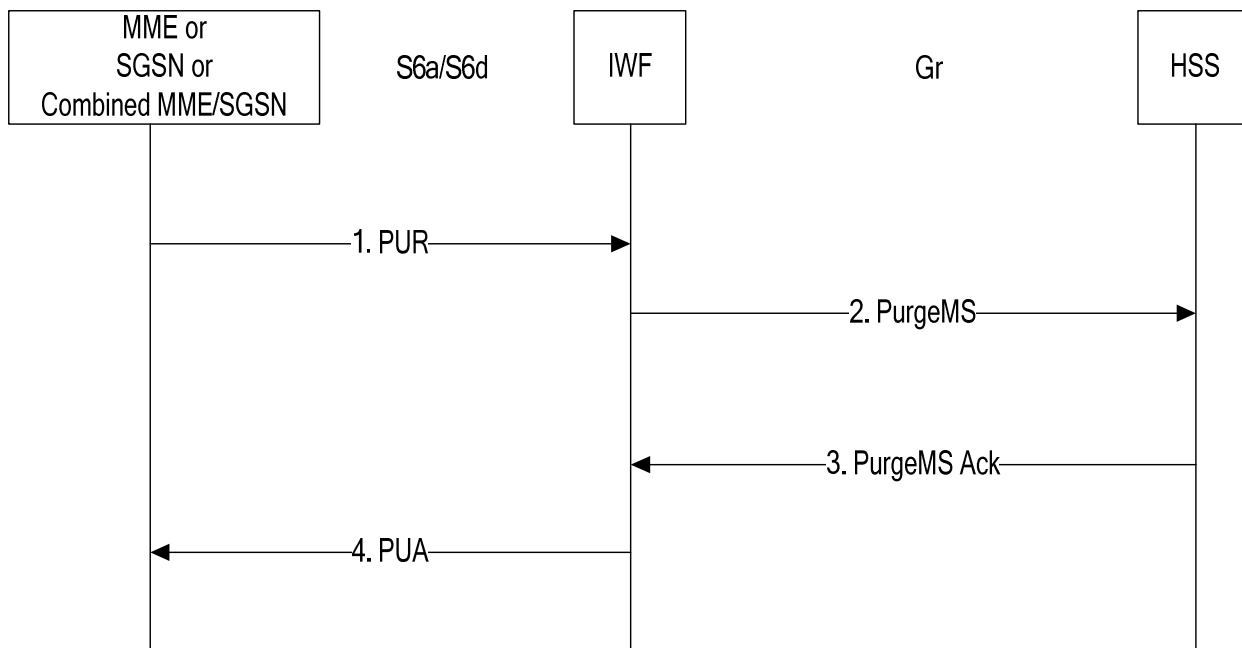 MME or
SGSN or
Combined MME/SGSN
S6a/S6d
IWF
Gr
HSS
1. PUR
2. PurgeMS
3. PurgeMS Ack
4. PUA